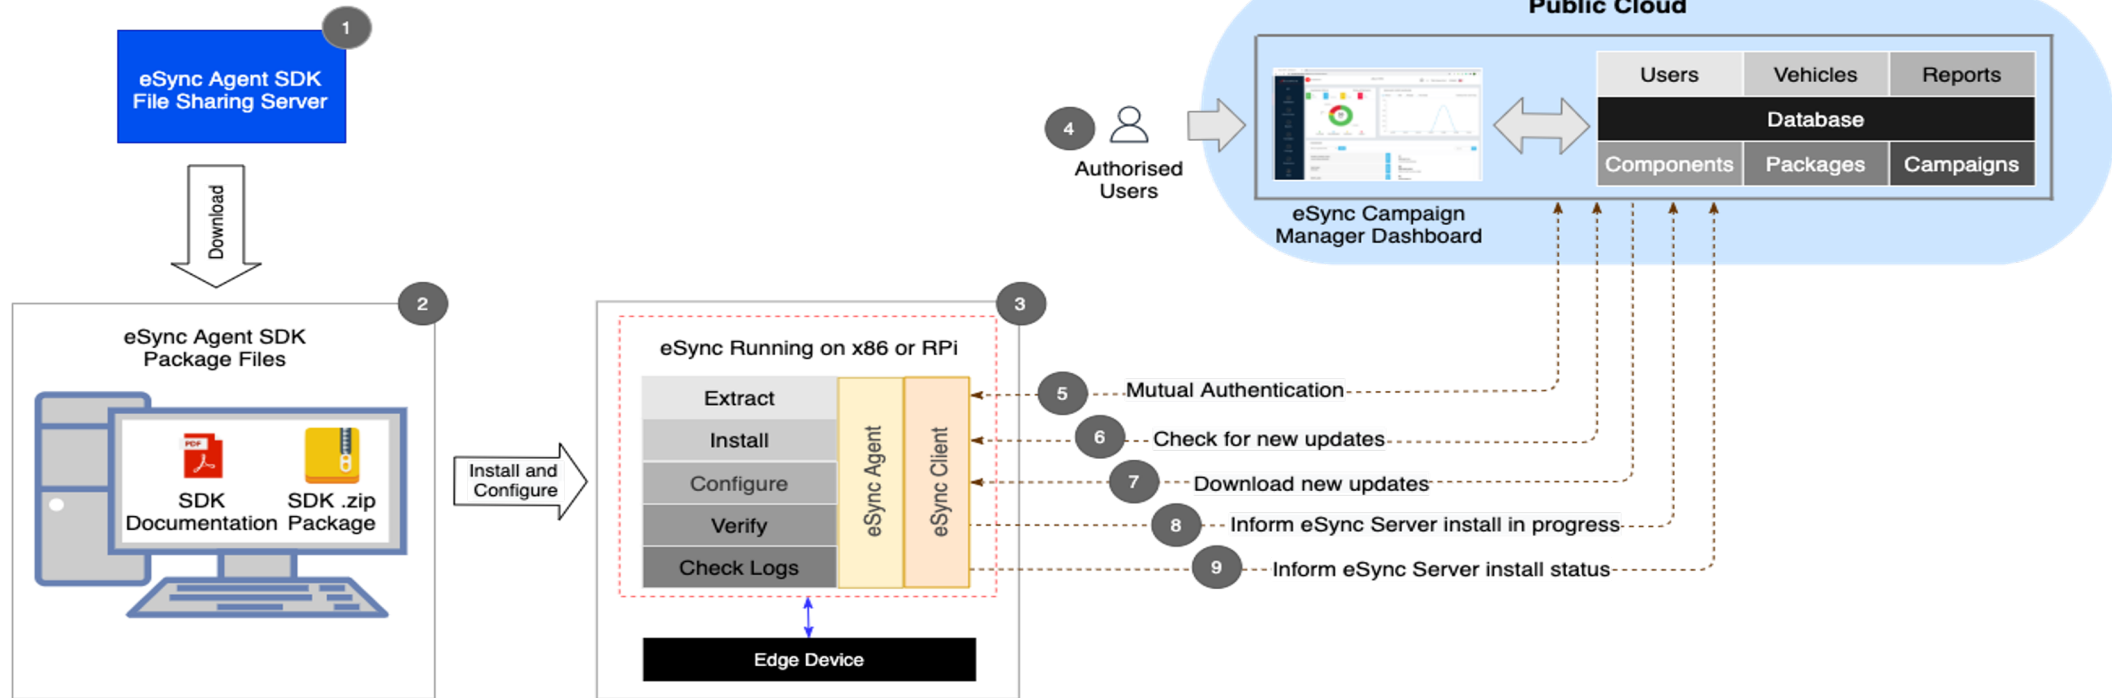 Public Cloud
1
eSync Agent SDK
File Sharing Server
Download
2
eSync Agent SDK
Package Files
PDF
SDK
Documentation
SDK .zip
Package
Install and
Configure
3
eSync Running on x86 or RPi
Extract
Install
Configure
Verify
Check Logs
eSync Agent
eSync Client
Edge Device
4
Authorised
Users
eSync Campaign
Manager Dashboard
Users
Vehicles
Reports
Database
Components
Packages
Campaigns
5
Mutual Authentication
6
Check for new updates
7
Download new updates
8
Inform eSync Server install in progress
9
Inform eSync Server install status